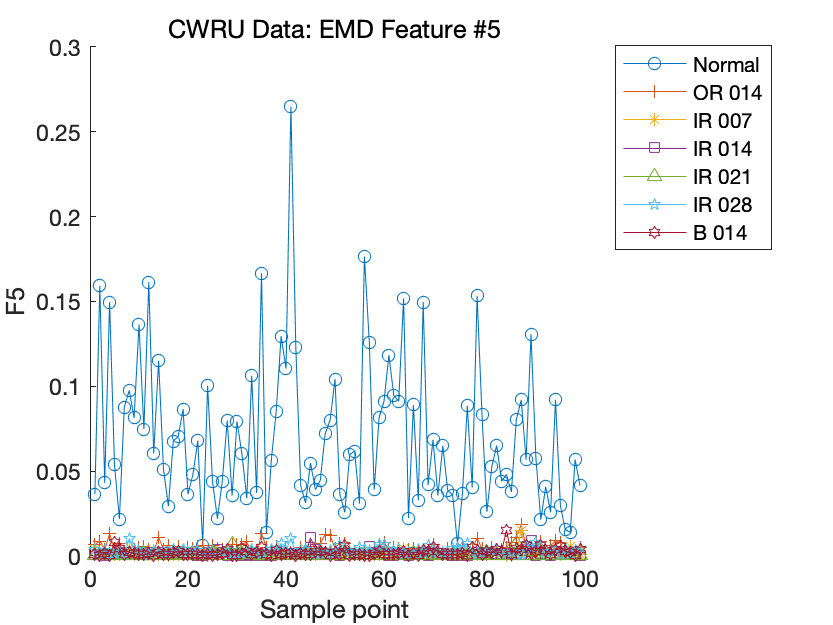 CWRU Data: EMD Feature #5
0.3
0.25
0.2
0.15
0.1
0.05
0
F5
0 20 40 60 80 100
Sample point
Normal
OR 014
IR 007
IR 014
IR 021
IR 028
B 014